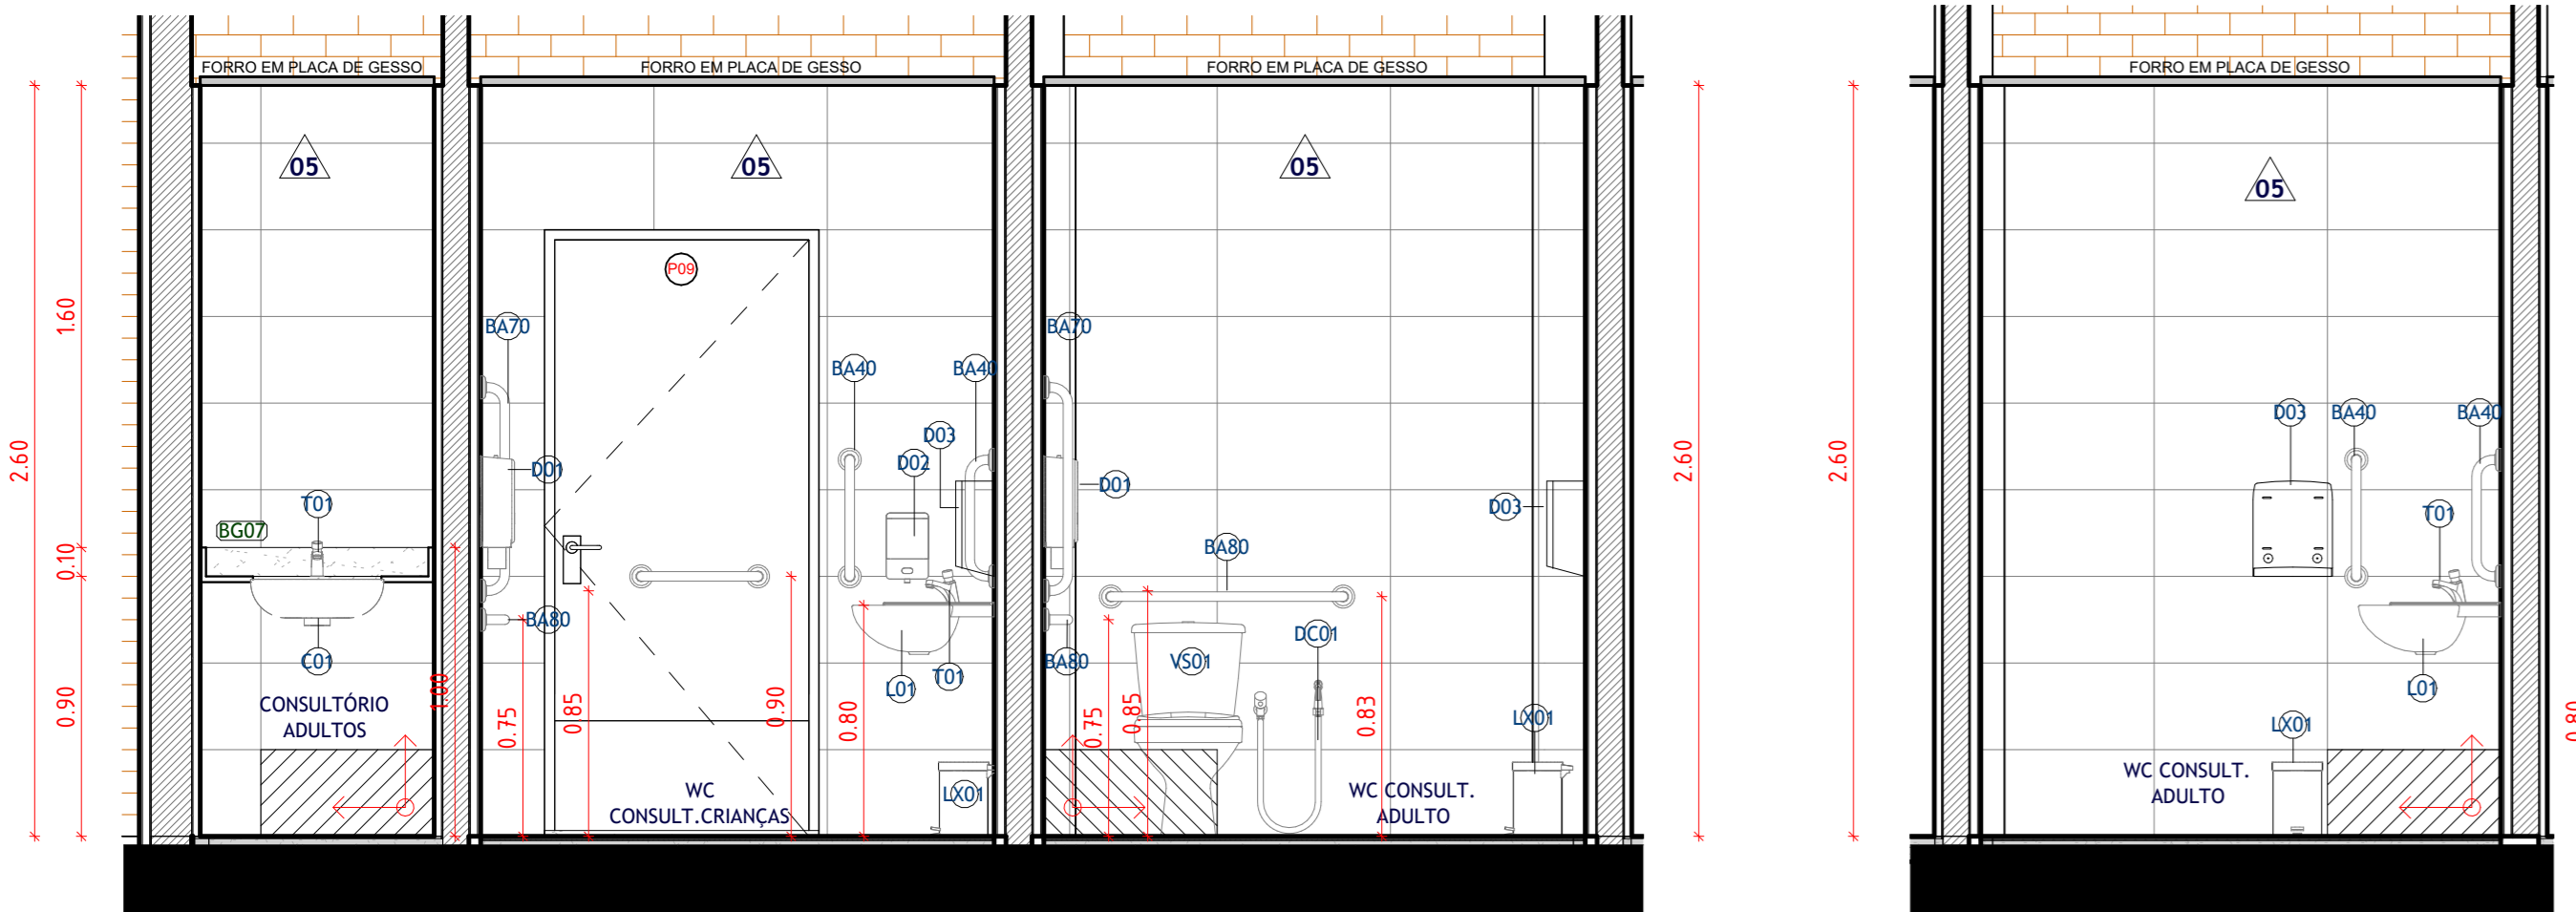 FORRO EM PLACA DE GESSO
FORRO EM PLACA DE GESSO
FORRO EM PLACA DE GESSO
FORRO EM PLACA DE GESSO
05
05
05
05
P09
BA70
BA70
BA40
BA40
D03
BA40
BA40
D03
D02
D01
D01
D03
T01
T01
BG07
BA80
BA80
DC01
C01
BA80
VS01
T01
L01
L01
LX01
LX01
LX01
CONSULTÓRIO
ADULTOS
WC
CONSULT.CRIANÇAS
WC CONSULT.
ADULTO
WC CONSULT.
ADULTO
2.60
1.60
0.10
0.90
1.00
0.75
0.85
0.90
0.80
0.75
0.85
0.83
2.60
2.60
0.80